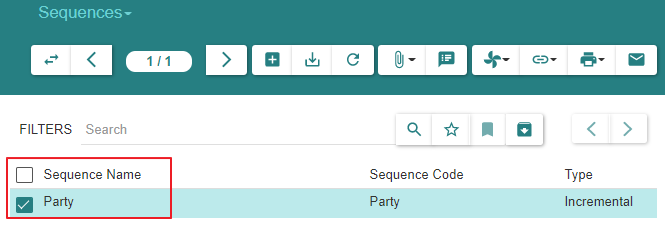 Sequences
1 / 1
FILTERS Search
Sequence Name Sequence Code Type
Party Party Incremental